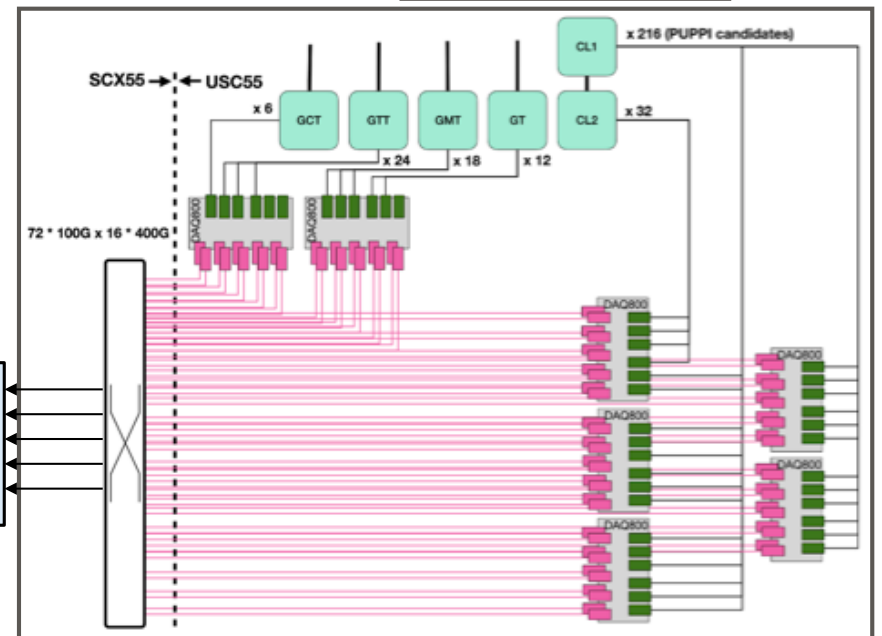 CL1
x 216 (PUPPI candidates)
SCX55
USC55
x 6
GCT
GTT
GMT
GT
CL2
x 32
x 24
x 18
x 12
DAQ800
DAQ800
72 * 100G x 16 * 400G
DAQ800
DAQ800
DAQ800
DAQ800
DAQ800